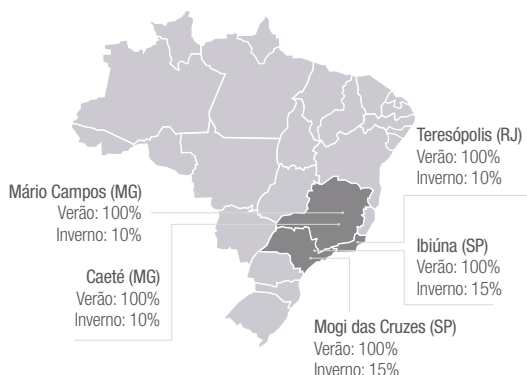 Teresópolis (RJ)
Verão: 100%
Inverno: 10%
Mário Campos (MG)
Verão: 100%
Inverno: 10%
Ibiúna (SP)
Verão: 100%
Inverno: 15%
Caeté (MG)
Verão: 100%
Inverno: 10%
Mogi das Cruzes (SP)
Verão: 100%
Inverno: 15%